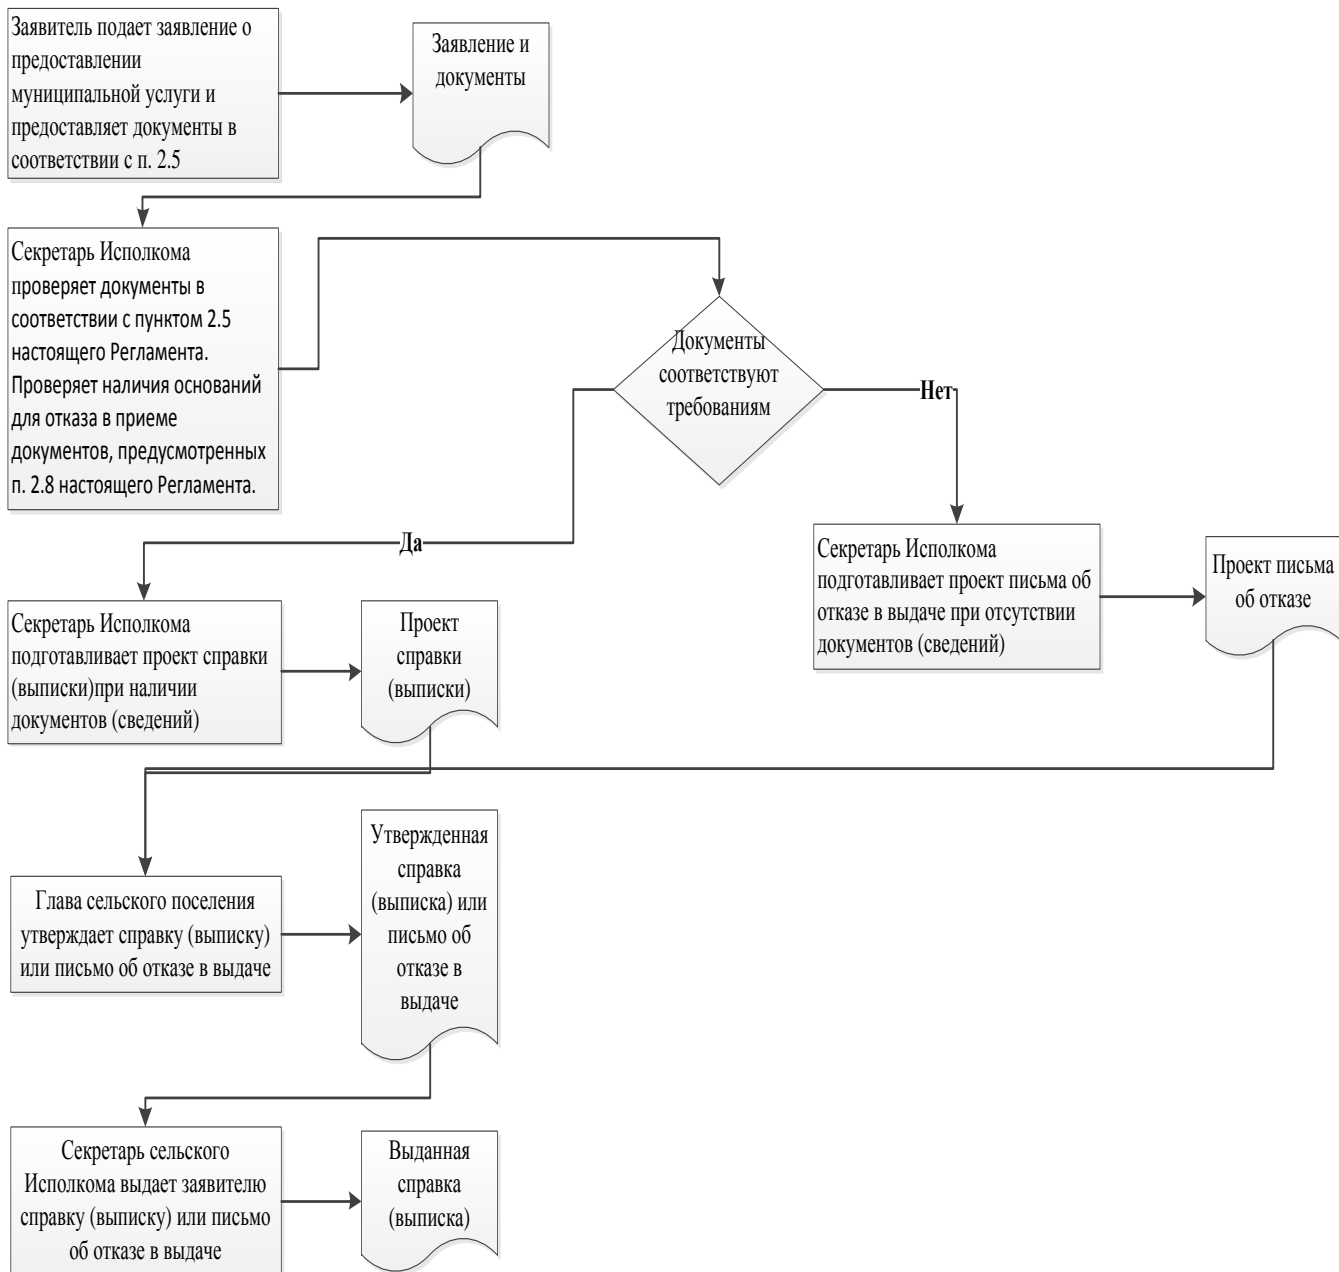 Заявитель подает заявление о
предоставлении
муниципальной услуги и
предоставляет документы в
соответствии с п. 2.5
Заявление и
документы
Секретарь Исполкома
проверяет документы в
соответствии с пунктом 2.5
настоящего Регламента.
Проверяет наличия оснований
для отказа в приеме
документов, предусмотренных
п. 2.8 настоящего Регламента.
Документы
соответствуют
требованиям
Нет
Да
Секретарь Исполкома
подготавливает проект письма об
отказе в выдаче при отсутствии
документов (сведений)
Проект письма
об отказе
Секретарь Исполкома
подготавливает проект справки
(выписки)при наличии
документов (сведений)
Проект
справки
(выписки)
Глава сельского поселения
утверждает справку (выписку)
или письмо об отказе в выдаче
Утвержденная
справка
(выписка) или
письмо об
отказе в
выдаче
Секретарь сельского
Исполкома выдает заявителю
справку (выписку) или письмо
об отказе в выдаче
Выданная
справка
(выписка)